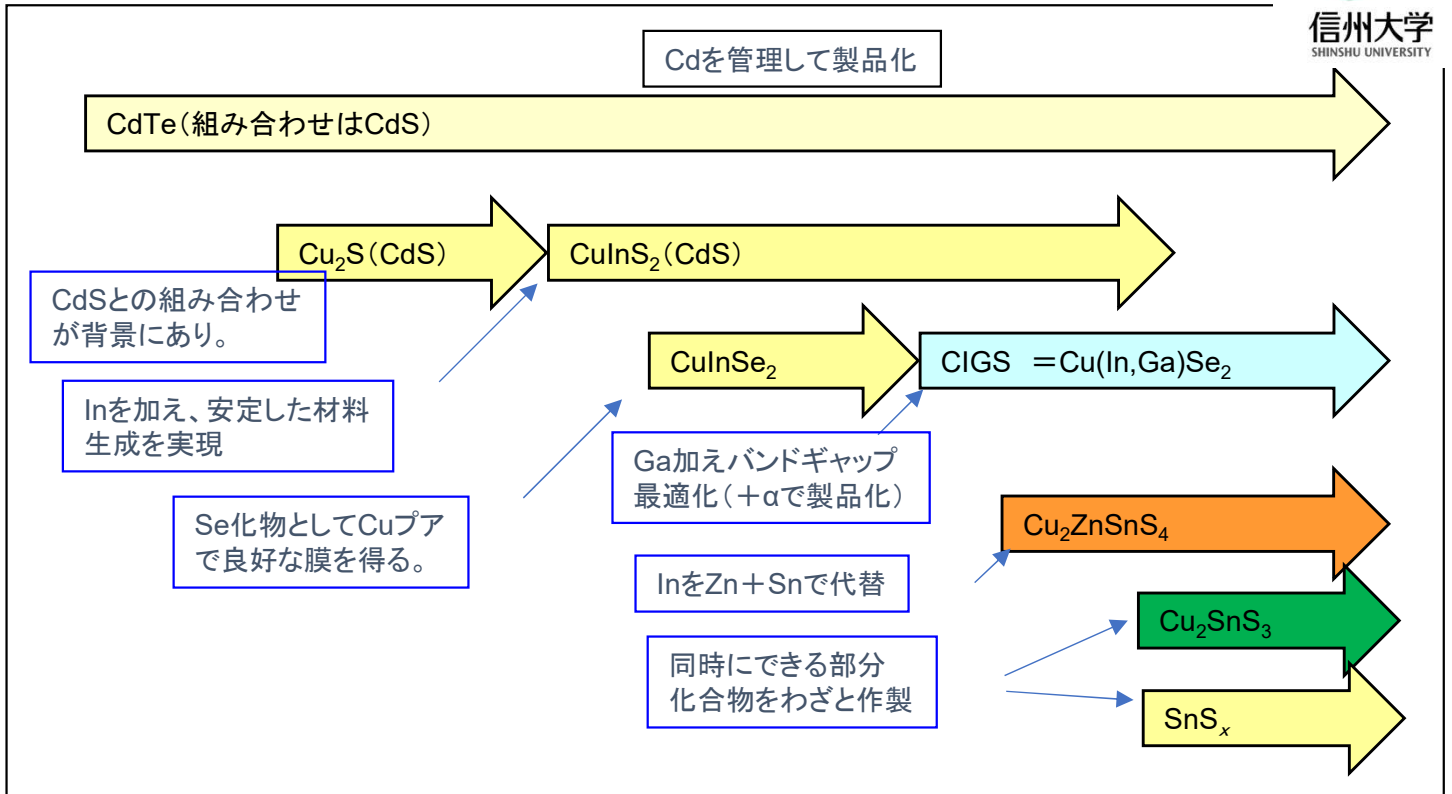 信州大学
SHINSHU UNIVERSITY
Cdを管理して製品化
CdTe（組み合わせはCdS）
Cu₂S（CdS）
CuInS₂（CdS）
CdSとの組み合わせ
が背景にあり。
CuInSe₂
CIGS ＝Cu(In,Ga)Se₂
Inを加え、安定した材料
生成を実現
Ga加えバンドギャップ
最適化（＋αで製品化）
Se化物としてCuプア
で良好な膜を得る。
Cu₂ZnSnS₄
InをZn＋Snで代替
Cu₂SnS₃
同時にできる部分
化合物をわざと作製
SnSₓ